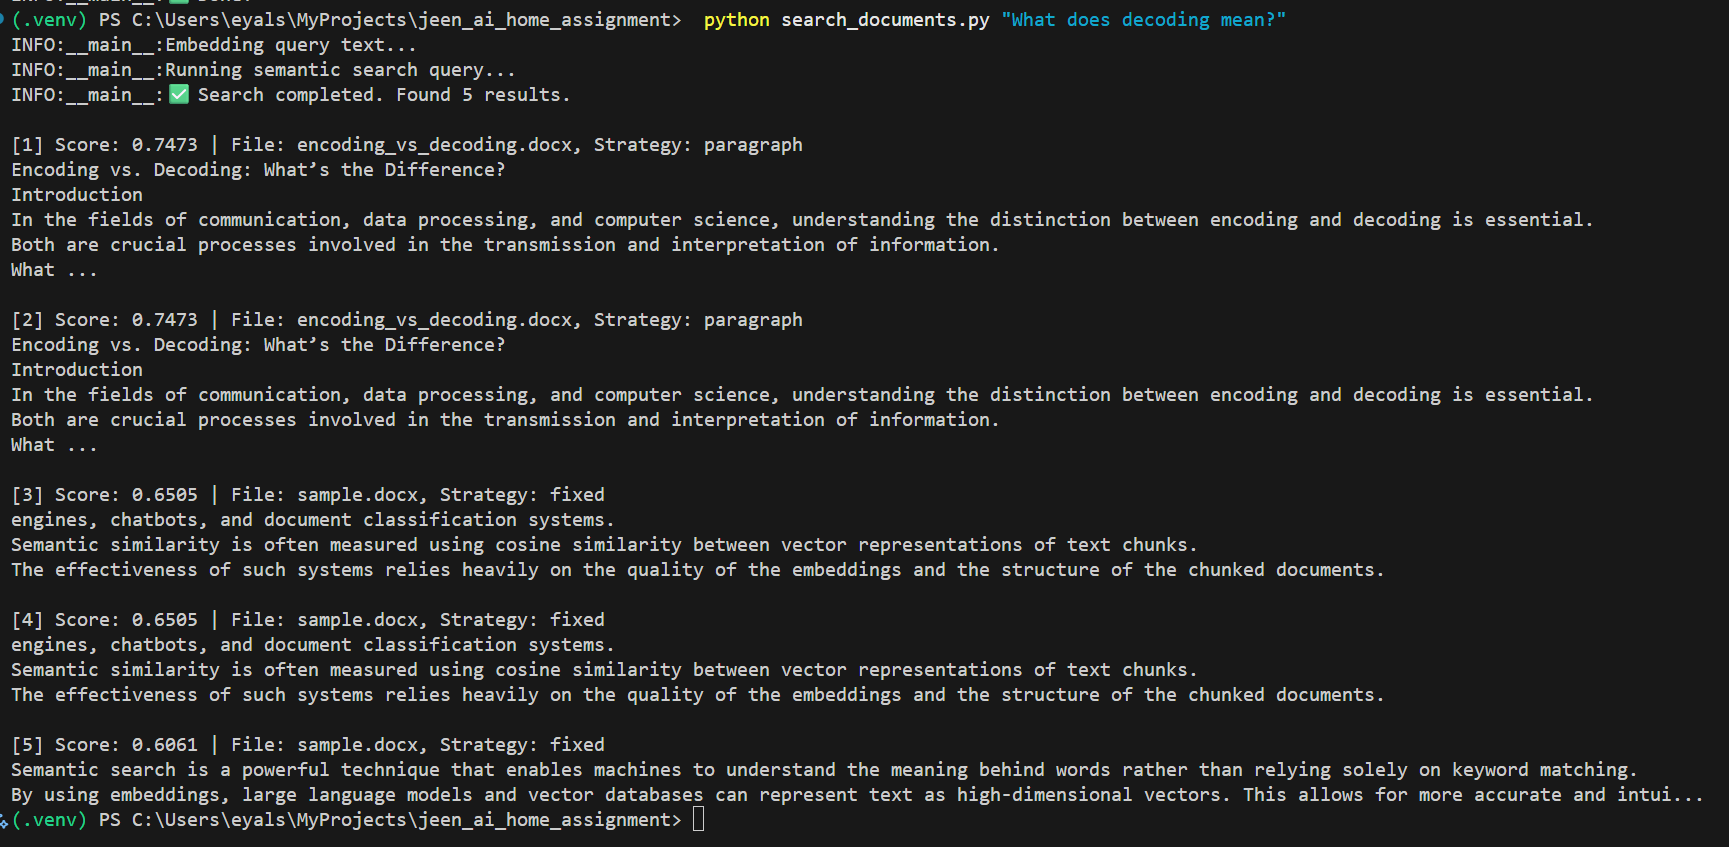 (.venv) PS C:\Users\eyals\MyProjects\jeen_ai_home_assignment>  python search_documents.py "What does decoding mean?"
INFO:__main__:Embedding query text...
INFO:__main__:Running semantic search query...
INFO:__main__:✅ Search completed. Found 5 results.

[1] Score: 0.7473 | File: encoding_vs_decoding.docx, Strategy: paragraph
Encoding vs. Decoding: What’s the Difference?
Introduction
In the fields of communication, data processing, and computer science, understanding the distinction between encoding and decoding is essential.
Both are crucial processes involved in the transmission and interpretation of information.
What ...

[2] Score: 0.7473 | File: encoding_vs_decoding.docx, Strategy: paragraph
Encoding vs. Decoding: What’s the Difference?
Introduction
In the fields of communication, data processing, and computer science, understanding the distinction between encoding and decoding is essential.
Both are crucial processes involved in the transmission and interpretation of information.
What ...

[3] Score: 0.6505 | File: sample.docx, Strategy: fixed
engines, chatbots, and document classification systems.
Semantic similarity is often measured using cosine similarity between vector representations of text chunks.
The effectiveness of such systems relies heavily on the quality of the embeddings and the structure of the chunked documents.

[4] Score: 0.6505 | File: sample.docx, Strategy: fixed
engines, chatbots, and document classification systems.
Semantic similarity is often measured using cosine similarity between vector representations of text chunks.
The effectiveness of such systems relies heavily on the quality of the embeddings and the structure of the chunked documents.

[5] Score: 0.6061 | File: sample.docx, Strategy: fixed
Semantic search is a powerful technique that enables machines to understand the meaning behind words rather than relying solely on keyword matching.
By using embeddings, large language models and vector databases can represent text as high-dimensional vectors. This allows for more accurate and intui...
(.venv) PS C:\Users\eyals\MyProjects\jeen_ai_home_assignment>